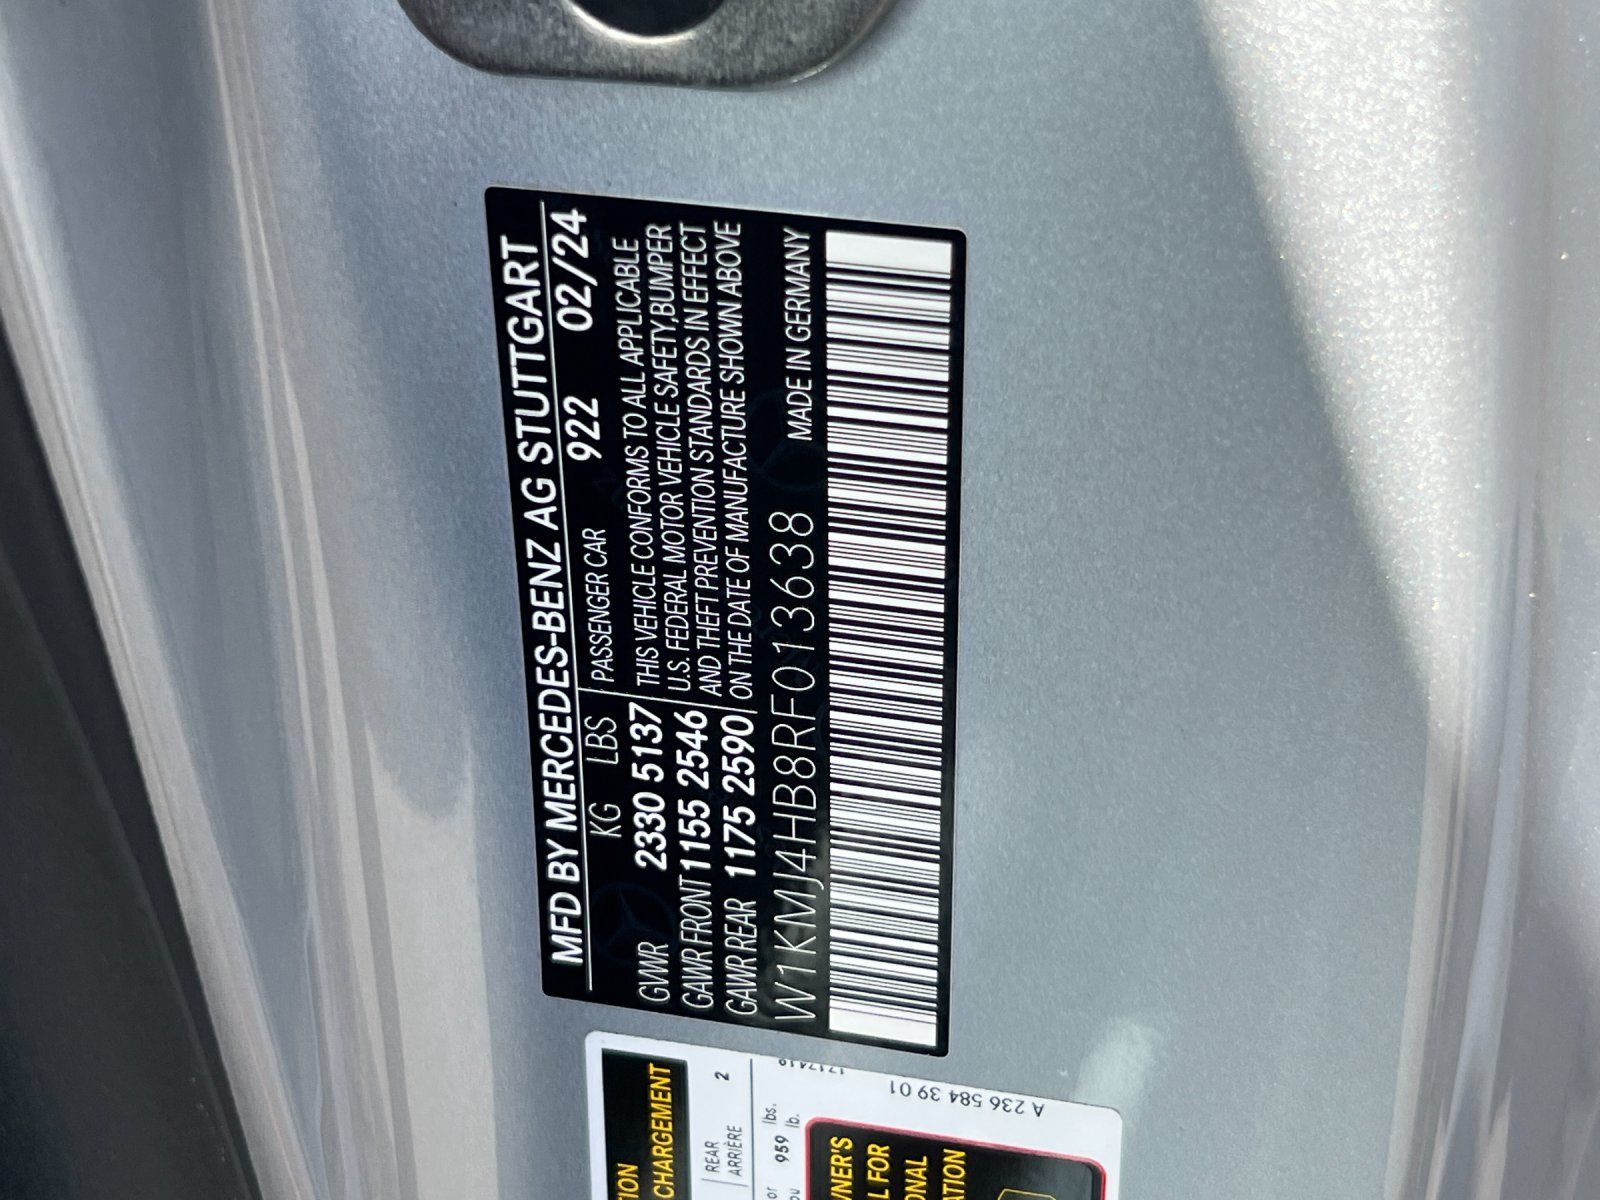 MFD BY MERCEDES-BENZ AG STUTTGART
KG LBS PASSENGER CAR 922 02/24
GVWR 2330 5137
GAWR FRONT 1155 2546
GAWR REAR 1175 2590
THIS VEHICLE CONFORMS TO ALL APPLICABLE
U.S. FEDERAL MOTOR VEHICLE SAFETY,BUMPER
AND THEFT PREVENTION STANDARDS IN EFFECT
ON THE DATE OF MANUFACTURE SHOWN ABOVE
W1KMJ4HB8RF013638 MADE IN GERMANY
CHARGEMENT
REAR
ARRIÈRE
2
or 959 lbs.
lb.
A 236 584 39 01
FOR